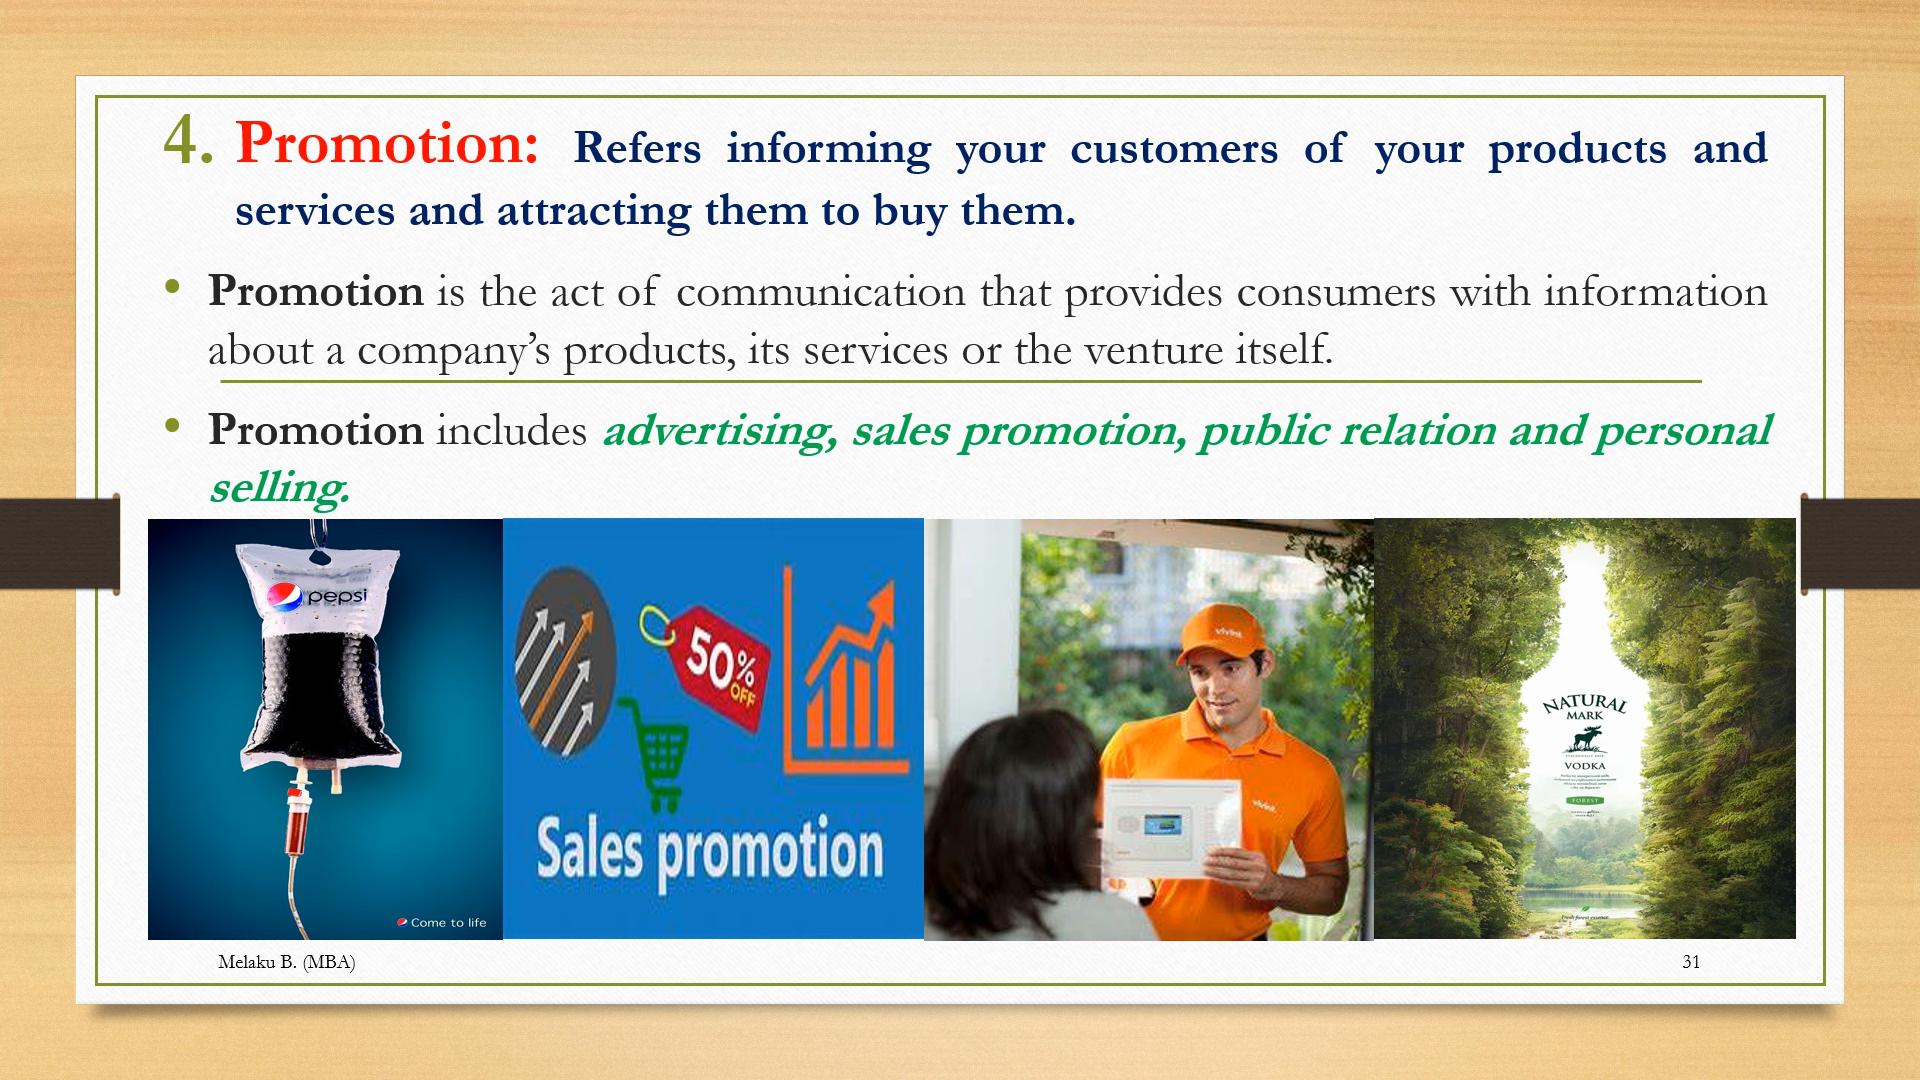 4. Promotion: Refers informing your customers of your products and
services and attracting them to buy them.
• Promotion is the act of communication that provides consumers with information
about a company’s products, its services or the venture itself.
• Promotion includes advertising, sales promotion, public relation and personal
selling.
pepsi
Come to life
50%
OFF
Sales promotion
vivint
vivint
NATURAL
MARK
VODKA
FOREST
Melaku B. (MBA)
31